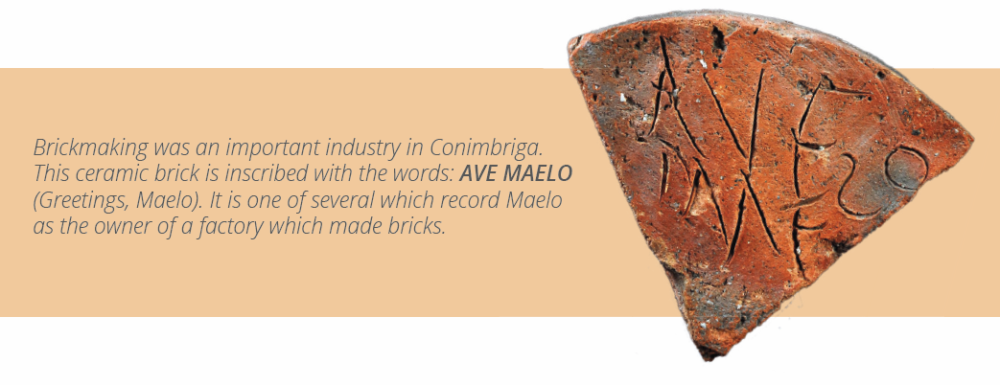 Brickmaking was an important industry in Conimbriga.
This ceramic brick is inscribed with the words: AVE MAELO
(Greetings, Maelo). It is one of several which record Maelo
as the owner of a factory which made bricks.
AVE
MAELO